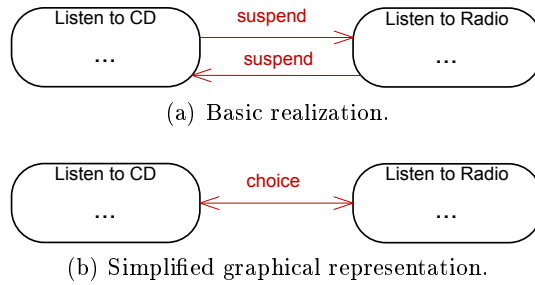 Listen to CD suspend Listen to Radio
... suspend ...
(a) Basic realization.
Listen to CD choice Listen to Radio
... ...
(b) Simplified graphical representation.